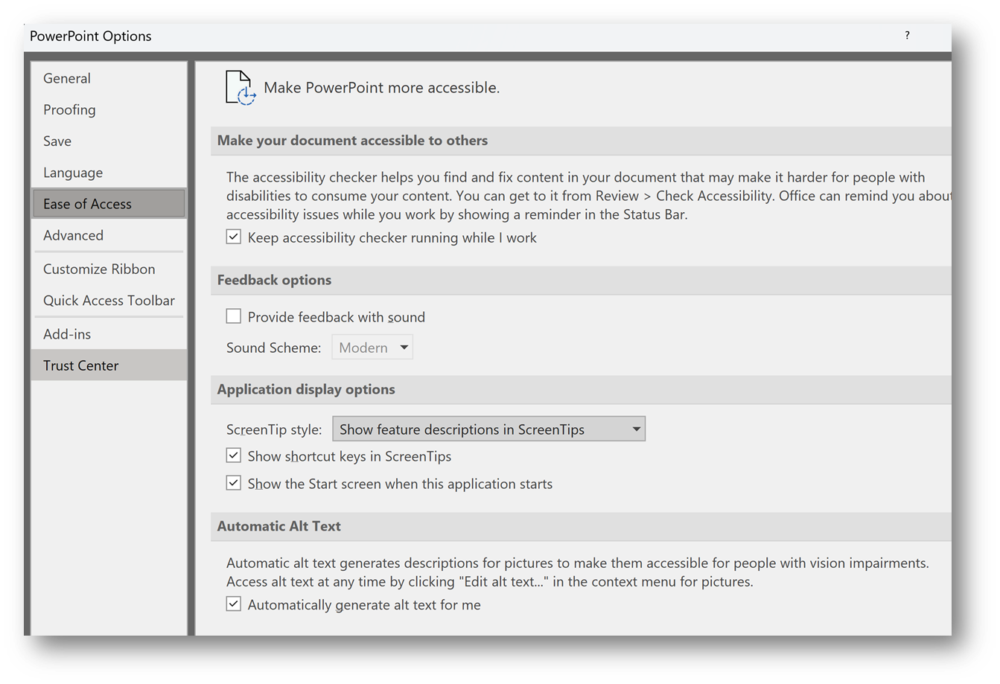 PowerPoint Options
?
General
Proofing
Save
Language
Ease of Access
Advanced
Customize Ribbon
Quick Access Toolbar
Add-ins
Trust Center
Make PowerPoint more accessible.
Make your document accessible to others
The accessibility checker helps you find and fix content in your document that may make it harder for people with
disabilities to consume your content. You can get to it from Review > Check Accessibility. Office can remind you about
accessibility issues while you work by showing a reminder in the Status Bar.
Keep accessibility checker running while I work
Feedback options
Provide feedback with sound
Sound Scheme: Modern
Application display options
ScreenTip style: Show feature descriptions in ScreenTips
Show shortcut keys in ScreenTips
Show the Start screen when this application starts
Automatic Alt Text
Automatic alt text generates descriptions for pictures to make them accessible for people with vision impairments.
Access alt text at any time by clicking "Edit alt text..." in the context menu for pictures.
Automatically generate alt text for me